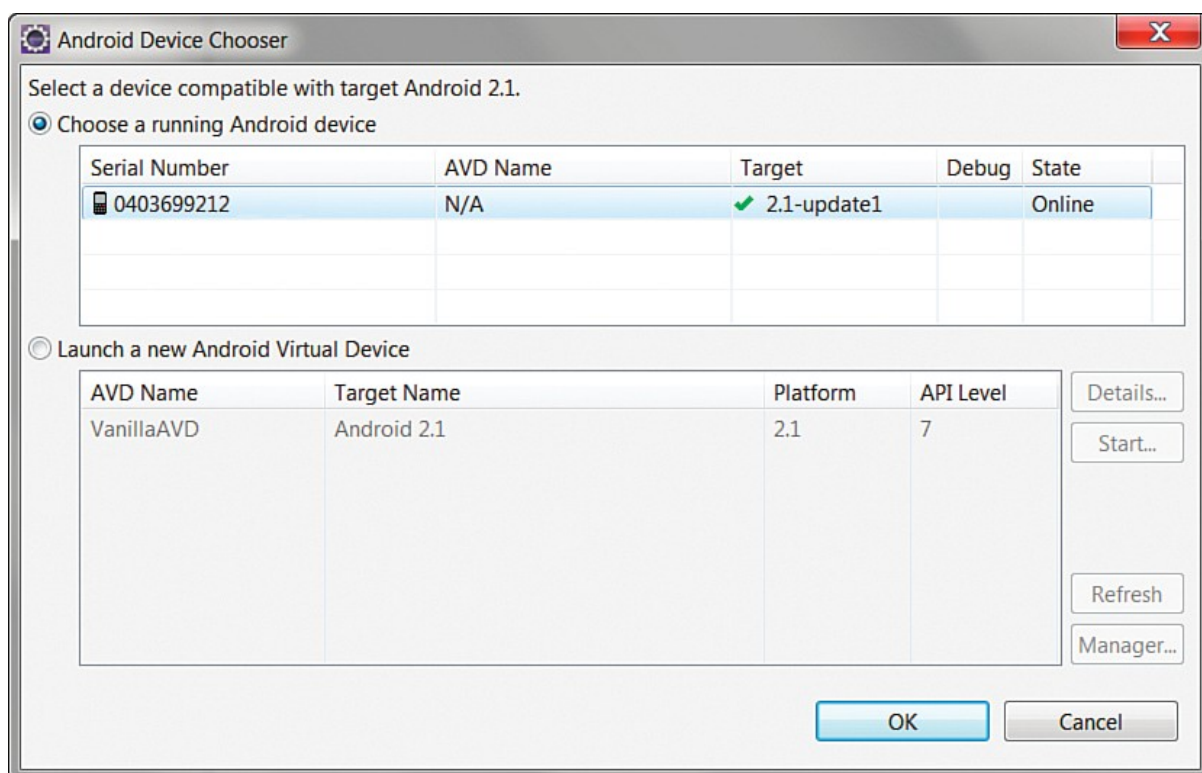 Android Device Chooser
X
Select a device compatible with target Android 2.1.
Choose a running Android device
Serial Number AVD Name Target Debug State
0403699212 N/A 2.1-update1 Online
Launch a new Android Virtual Device
AVD Name Target Name Platform API Level Details...
VanillaAVD Android 2.1 2.1 7
Start...
Refresh
Manager...
OK Cancel